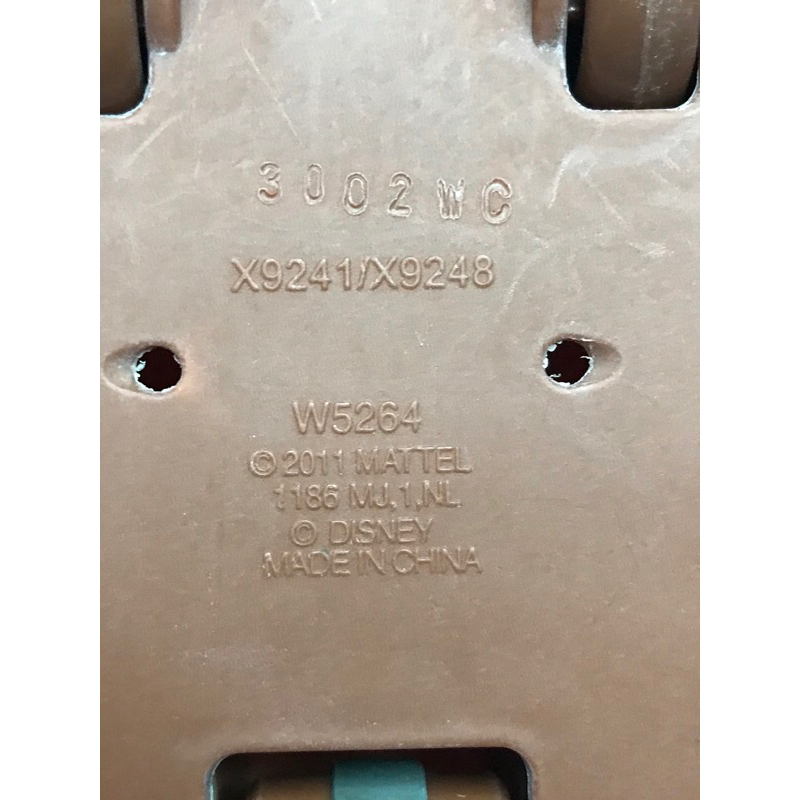 3002WC
X9241/X9248
W5264
© 2011 MATTEL
1186 MJ,1,NL
© DISNEY
MADE IN CHINA